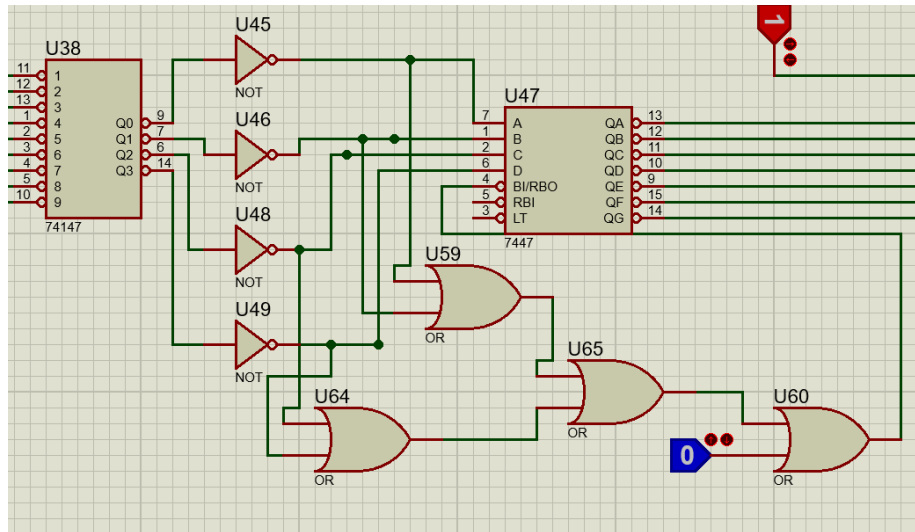 U45
NOT
1
U38
11 1
12 2
13 3
1 4
2 5
3 6
4 7
5 8
10 9
Q0 9
Q1 7
Q2 6
Q3 14
74147
U46
NOT
U47
7 A
1 B
2 C
6 D
4 BI/RBO
5 RBI
3 LT
QA 13
QB 12
QC 11
QD 10
QE 9
QF 15
QG 14
7447
U48
NOT
U59
OR
U49
NOT
U65
OR
U64
OR
U60
OR
0